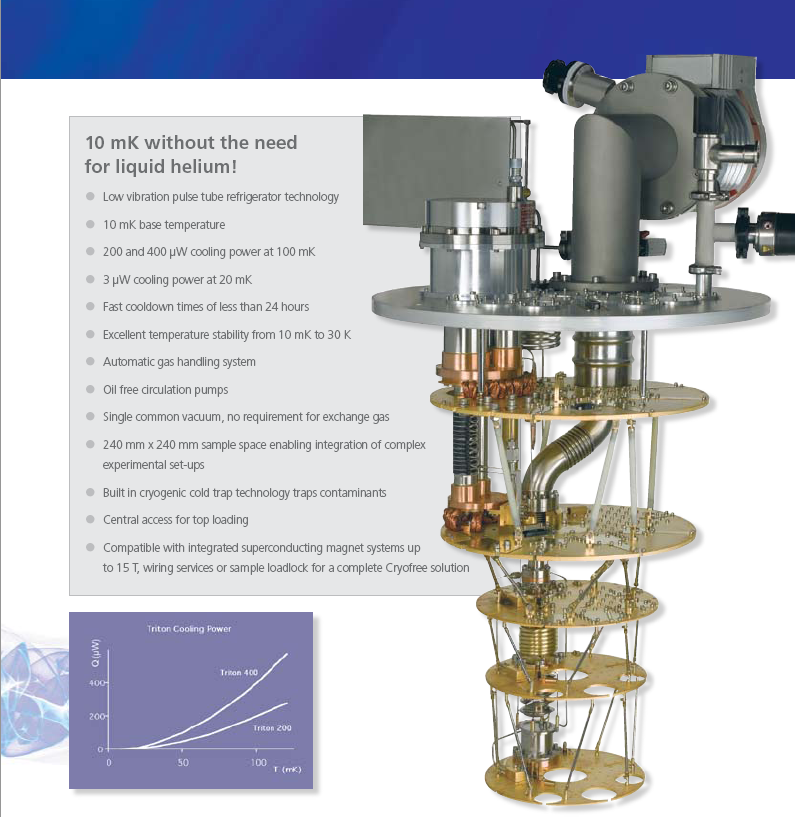 10 mK without the need
for liquid helium!
Low vibration pulse tube refrigerator technology
10 mK base temperature
200 and 400 µW cooling power at 100 mK
3 µW cooling power at 20 mK
Fast cooldown times of less than 24 hours
Excellent temperature stability from 10 mK to 30 K
Automatic gas handling system
Oil free circulation pumps
Single common vacuum, no requirement for exchange gas
240 mm x 240 mm sample space enabling integration of complex
experimental set-ups
Built in cryogenic cold trap technology traps contaminants
Central access for top loading
Compatible with integrated superconducting magnet systems up
to 15 T, wiring services or sample loadlock for a complete Cryofree solution
Triton Cooling Power
Q (µW)
400
200
0
Triton 400
Triton 200
0
50
100
T (mK)